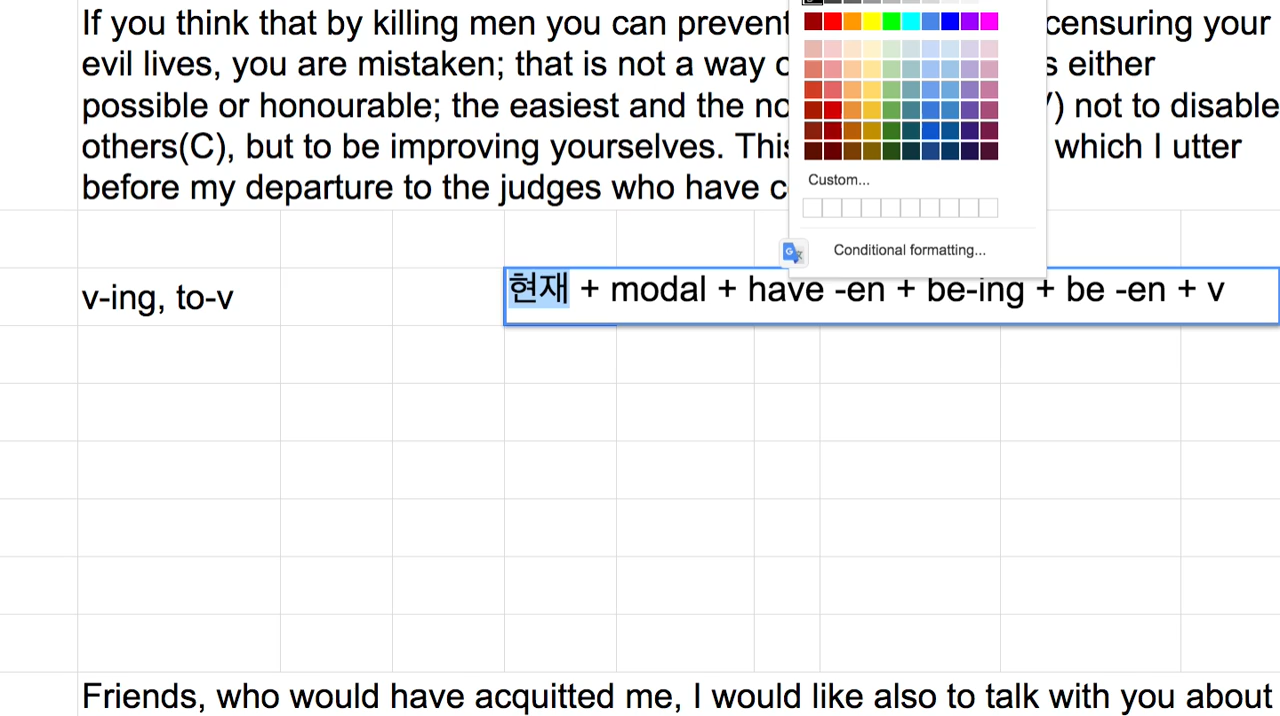 If you think that by killing men you can prevent censuring your
evil lives, you are mistaken; that is not a way either
possible or honourable; the easiest and the not to disable
others(C), but to be improving yourselves. This which I utter
before my departure to the judges who have
Custom...
Conditional formatting...
v-ing, to-v
현재 + modal + have -en + be-ing + be -en + v
Friends, who would have acquitted me, I would like also to talk with you about